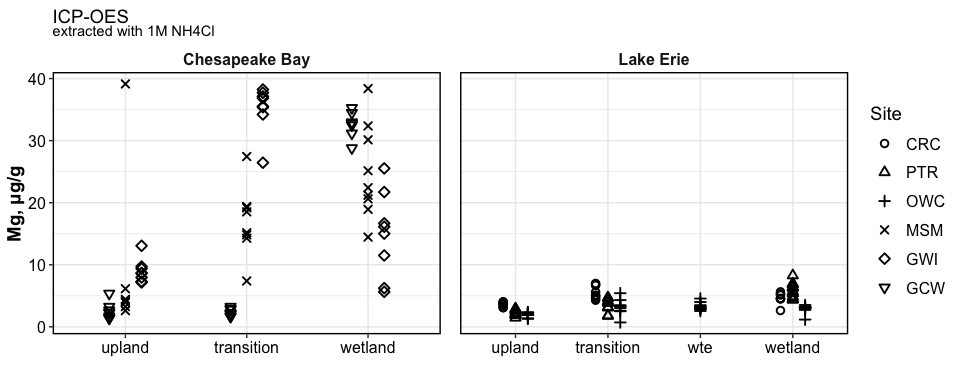 ICP-OES
extracted with 1M NH4Cl
Chesapeake Bay
Lake Erie
Mg, µg/g
40
30
20
10
0
upland
transition
wetland
upland
transition
wte
wetland
Site
CRC
PTR
OWC
MSM
GWI
GCW